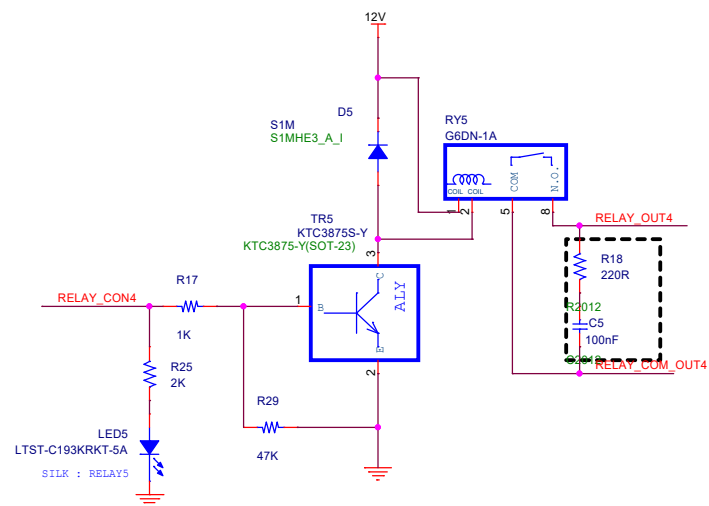 12V
D5
S1M
S1MHE3_A_I
RY5
G6DN-1A
COIL COIL
COM
N.O.
1
2
5
8
RELAY_OUT4
TR5
KTC3875S-Y
KTC3875-Y(SOT-23)
3
R18
220R
R17
C
ALY
RELAY_CON4
1
B
R2012
C5
1K
100nF
E
RELAY_COM_OUT4
R25
2K
2
R29
LED5
LTST-C193KRKT-5A
47K
SILK : RELAY5